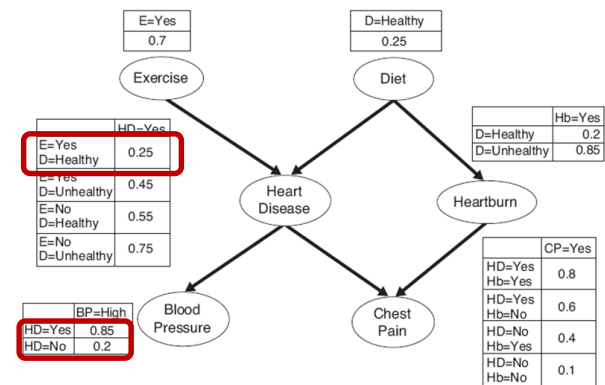 E=Yes
0.7
D=Healthy
0.25
Exercise
Diet
HD=Yes
E=Yes
D=Healthy
0.25
E=Yes
D=Unhealthy
0.45
E=No
D=Healthy
0.55
E=No
D=Unhealthy
0.75
Hb=Yes
D=Healthy 0.2
D=Unhealthy 0.85
Heart
Disease
Heartburn
BP=High
HD=Yes 0.85
HD=No 0.2
Blood
Pressure
Chest
Pain
CP=Yes
HD=Yes
Hb=Yes
0.8
HD=Yes
Hb=No
0.6
HD=No
Hb=Yes
0.4
HD=No
Hb=No
0.1